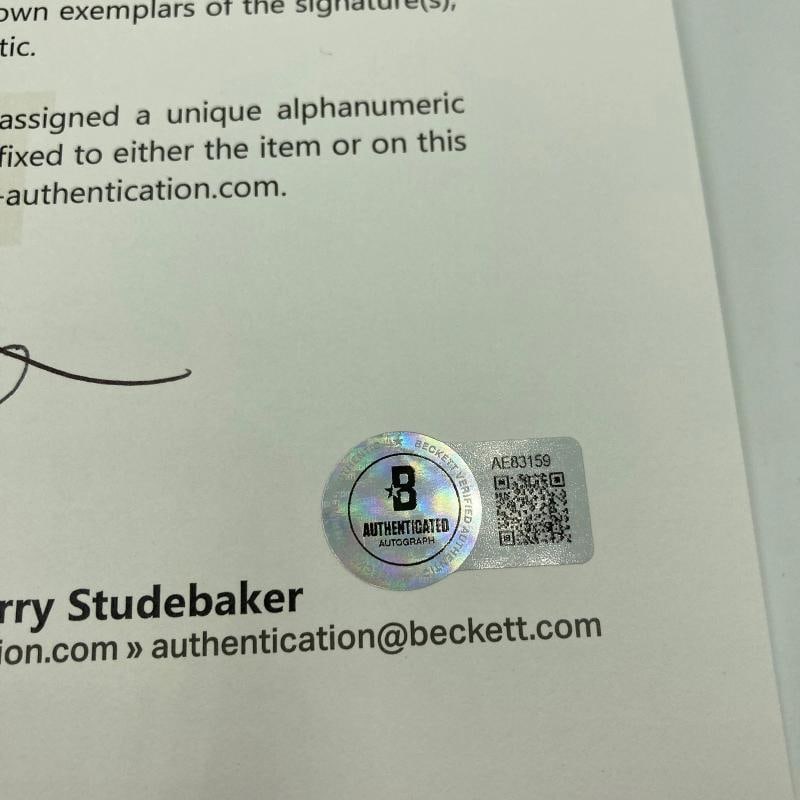 own exemplars of the signature(s),
tic.
assigned a unique alphanumeric
fixed to either the item or on this
-authentication.com.
BECKETT VERIFIED AUTHENTIC
B
AUTHENTICATED
AUTOGRAPH
AE83159
rry Studebaker
ion.com » authentication@beckett.com